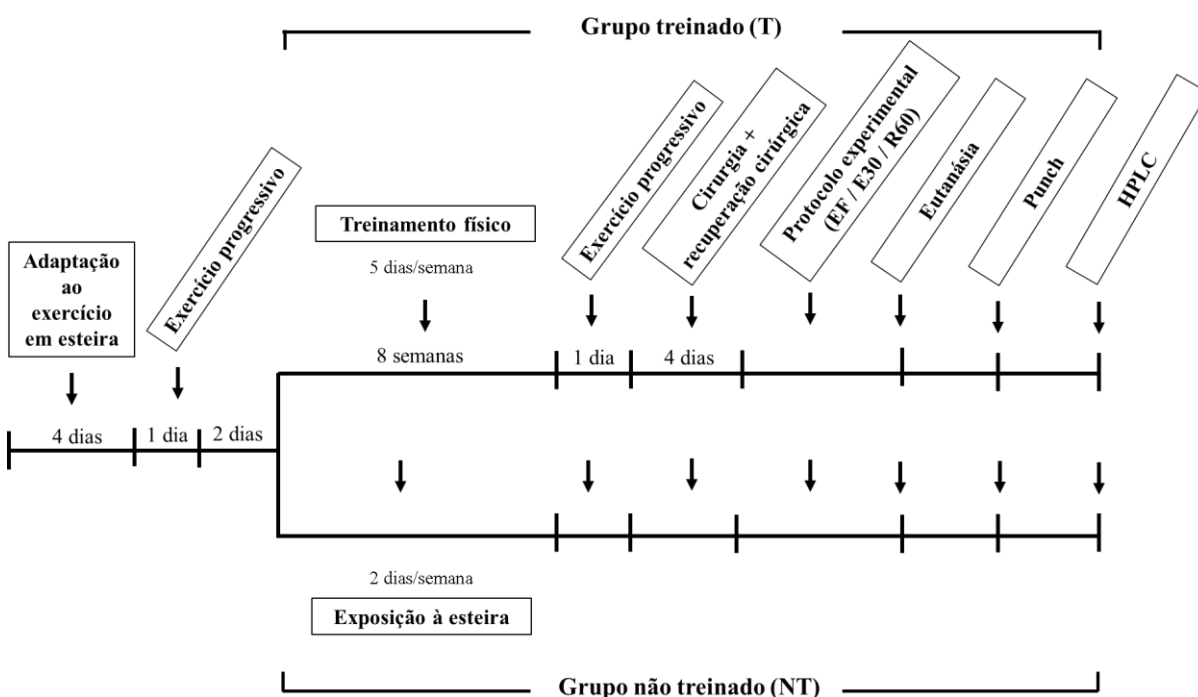 Grupo treinado (T)
Adaptação
ao
exercício
em esteira
Exercício progressivo
Treinamento físico
5 dias/semana
Exercício progressivo
Cirurgia +
recuperação cirúrgica
Protocolo experimental
(EF / E30 / R60)
Eutanásia
Punch
HPLC
8 semanas
1 dia
4 dias
4 dias
1 dia
2 dias
2 dias/semana
Exposição à esteira
Grupo não treinado (NT)